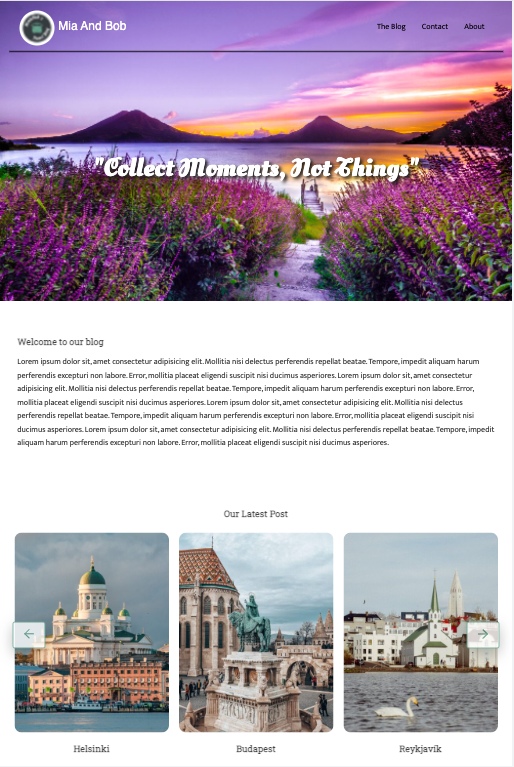 Mia And Bob
The Blog Contact About
"Collect Moments, Not Things"
Welcome to our blog
Lorem ipsum dolor sit, amet consectetur adipisicing elit. Mollitia nisi delectus perferendis repellat beatae. Tempore, impedit aliquam harum
perferendis excepturi non labore. Error, mollitia placeat eligendi suscipit nisi ducimus asperiores. Lorem ipsum dolor sit, amet consectetur
adipisicing elit. Mollitia nisi delectus perferendis repellat beatae. Tempore, impedit aliquam harum perferendis excepturi non labore. Error,
mollitia placeat eligendi suscipit nisi ducimus asperiores. Lorem ipsum dolor sit, amet consectetur adipisicing elit. Mollitia nisi delectus
perferendis repellat beatae. Tempore, impedit aliquam harum perferendis excepturi non labore. Error, mollitia placeat eligendi suscipit nisi
ducimus asperiores. Lorem ipsum dolor sit, amet consectetur adipisicing elit. Mollitia nisi delectus perferendis repellat beatae. Tempore, impedit
aliquam harum perferendis excepturi non labore. Error, mollitia placeat eligendi suscipit nisi ducimus asperiores.
Our Latest Post
Helsinki Budapest Reykjavik